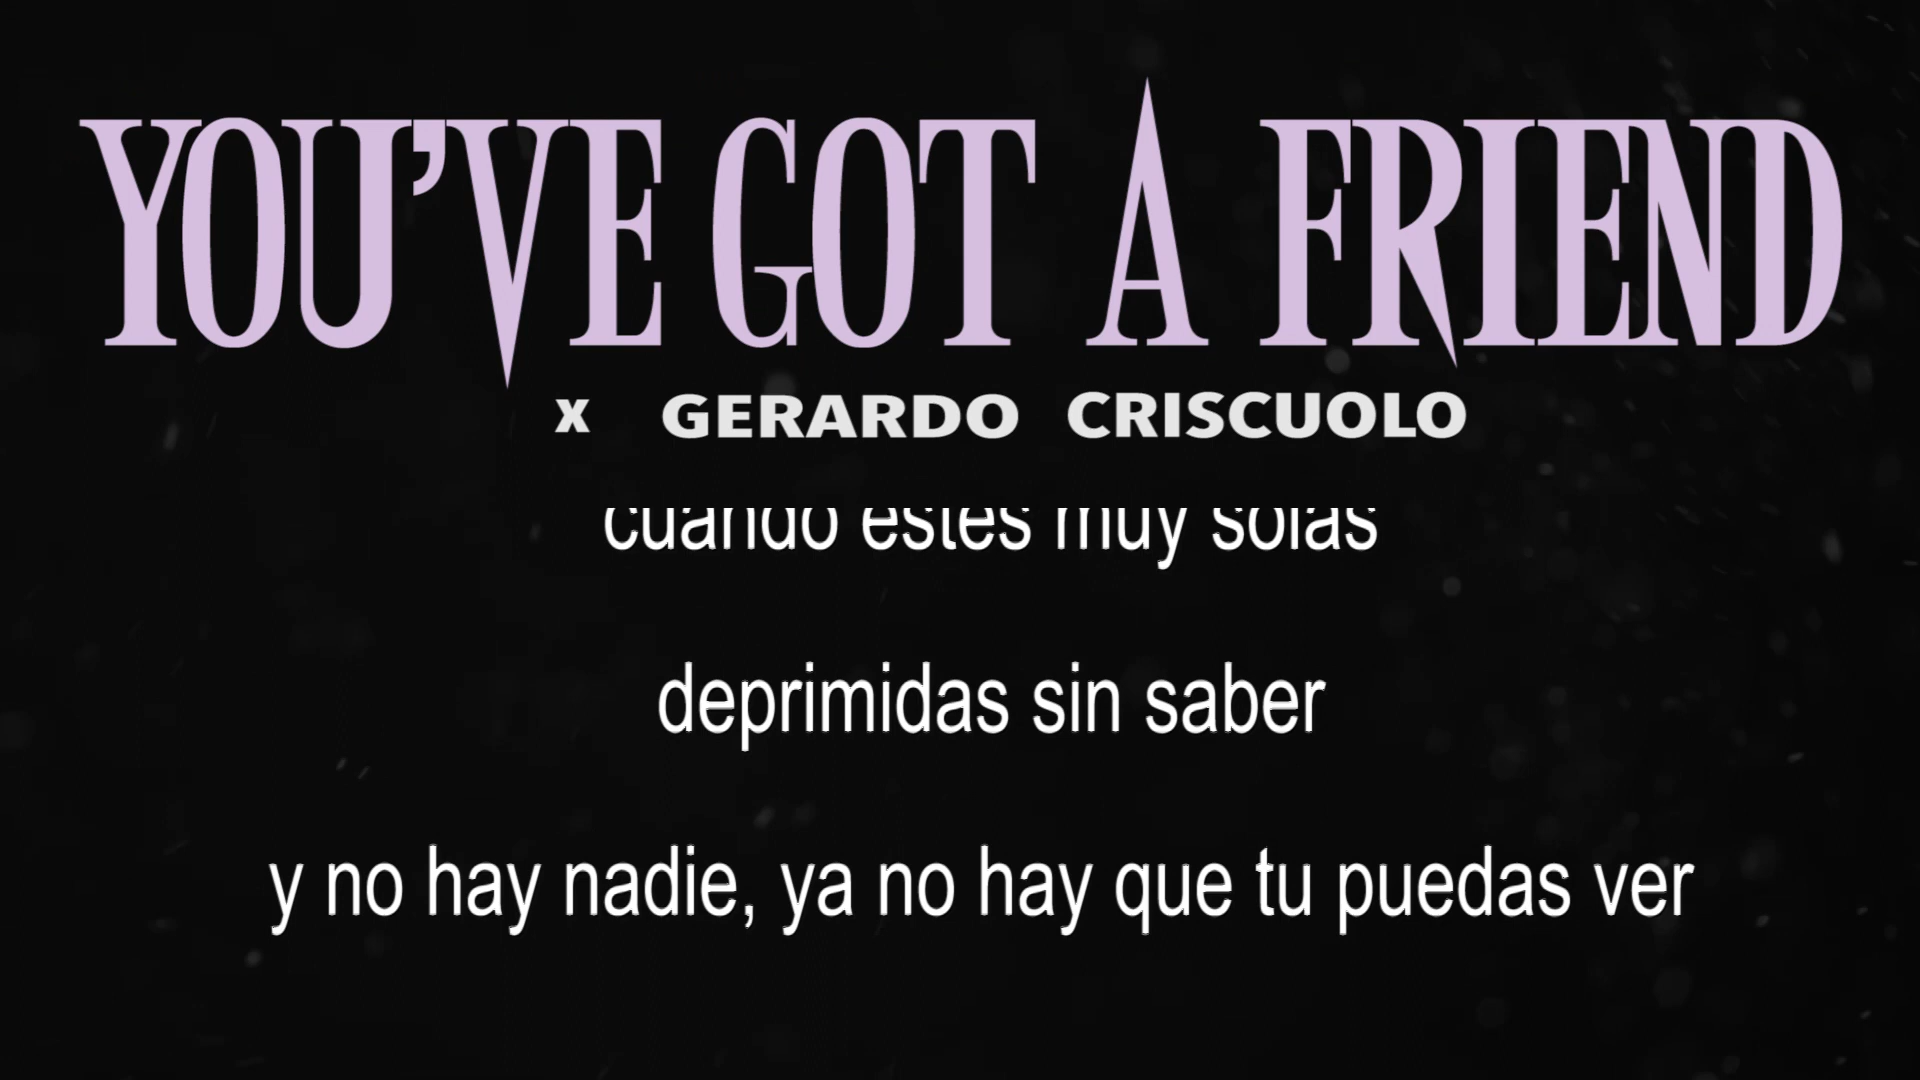 YOU'VE GOT A FRIEND
x GERARDO CRISCUOLO
cuando estes muy solas
deprimidas sin saber
y no hay nadie, ya no hay que tu puedas ver